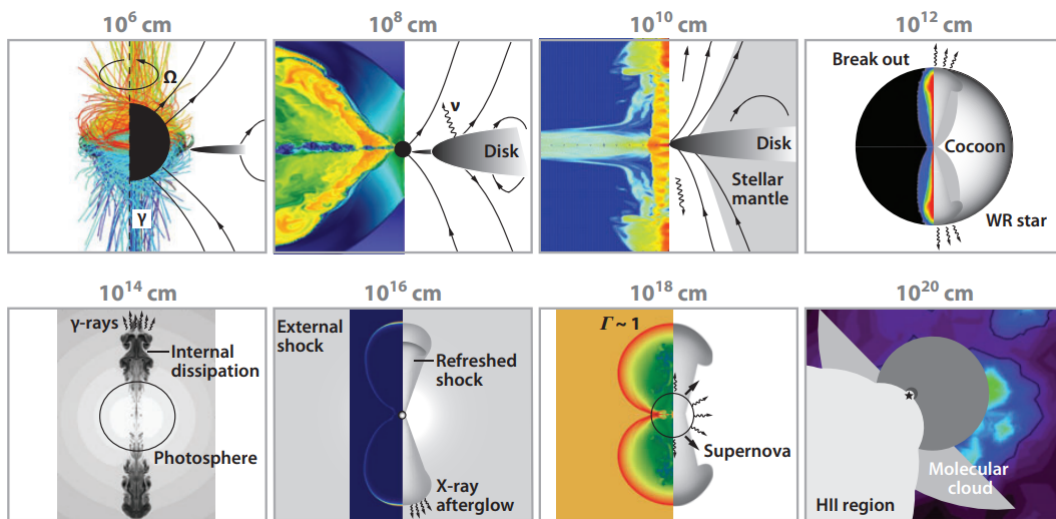 10⁶ cm
10⁸ cm
10¹⁰ cm
10¹² cm
Ω
γ
ν
Disk
Disk
Stellar
mantle
Break out
Cocoon
WR star
10¹⁴ cm
10¹⁶ cm
10¹⁸ cm
10²⁰ cm
γ-rays
Internal
dissipation
Photosphere
External
shock
Refreshed
shock
X-ray
afterglow
Γ ~ 1
Supernova
Molecular
cloud
HII region